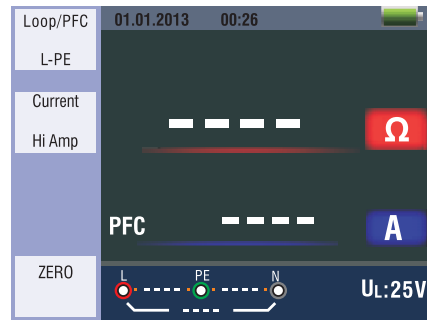 Loop/PFC
01.01.2013 00:26
L-PE
Current
Hi Amp
---- Ω
PFC ---- A
ZERO
L PE N
---- ----
----
UL:25V